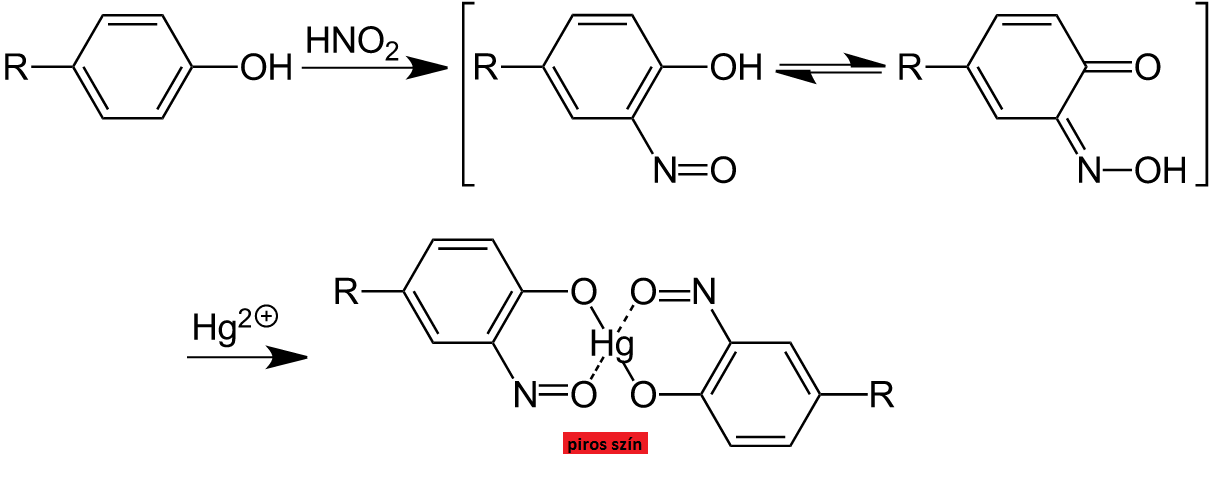 R OH HNO₂ R OH N=O R O N—OH
Hg²⊕ R O O=N Hg N=O O R
piros szín